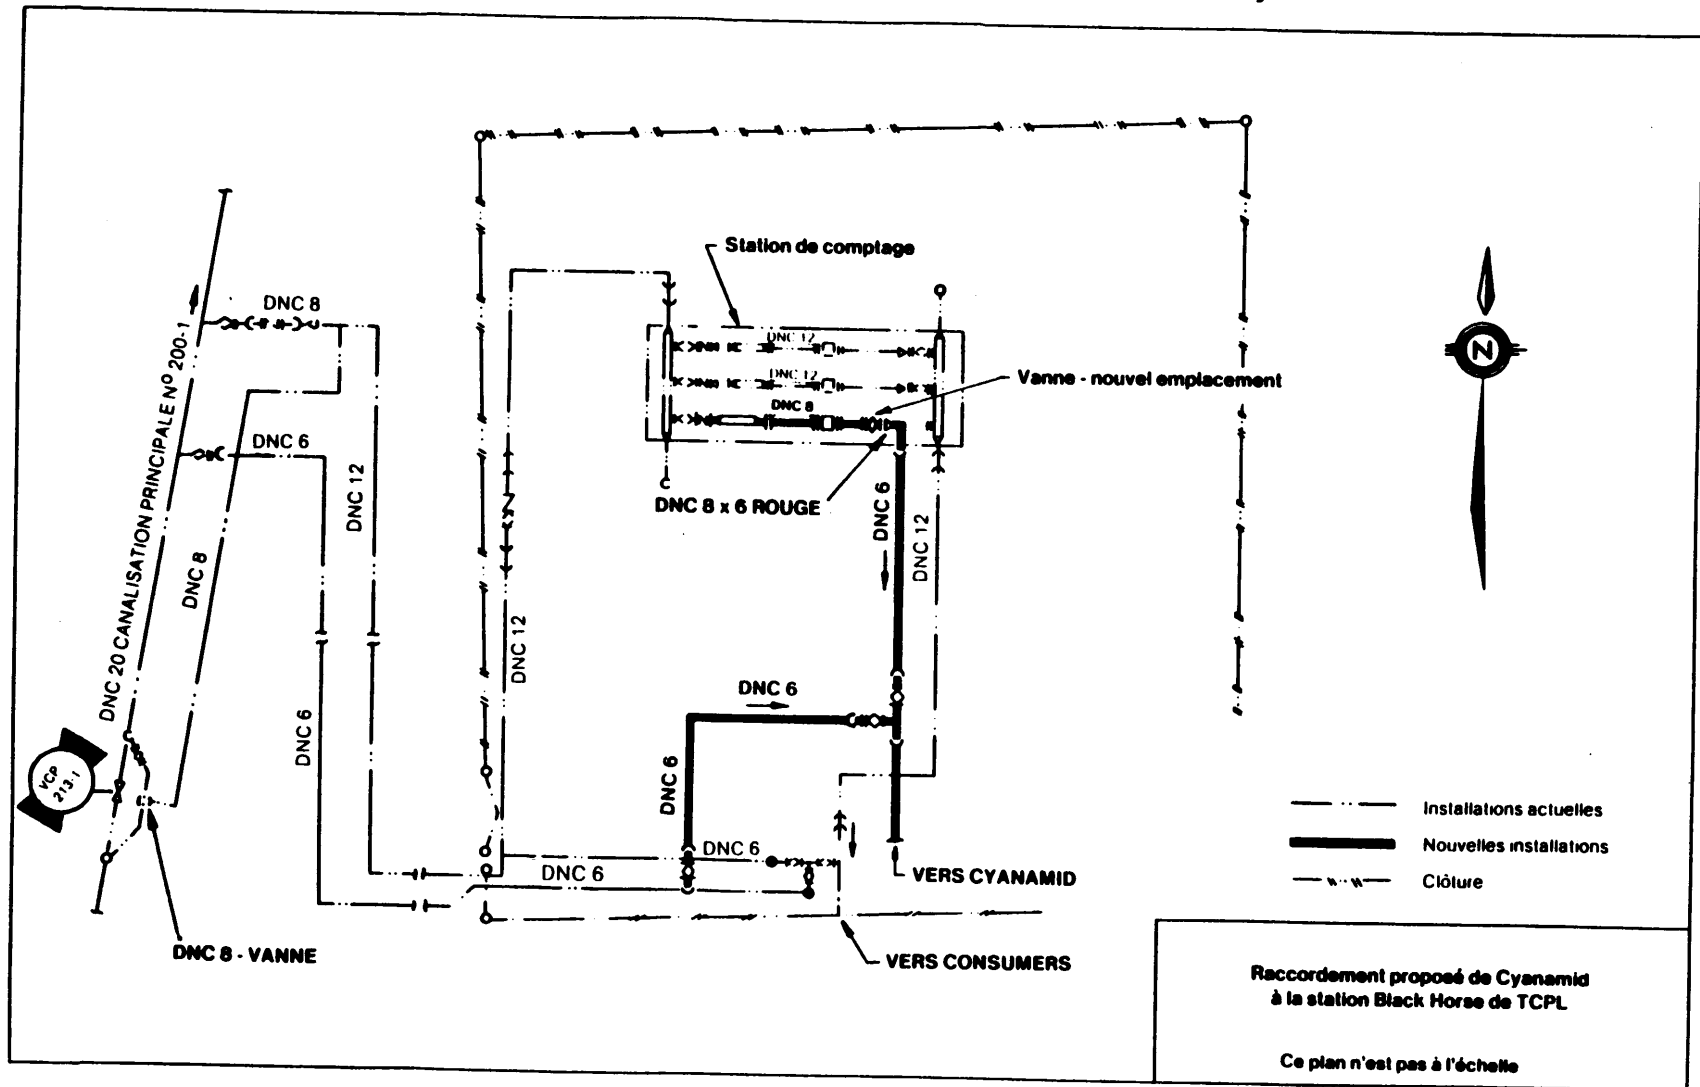 Station de comptage
DNC 8
DNC 12
DNC 12
DNC 8
Vanne - nouvel emplacement
DNC 20 CANALISATION PRINCIPALE Nº 200-1
DNC 6
DNC 12
DNC 8 x 6 ROUGE
DNC 6
DNC 12
DNC 8
DNC 12
DNC 6
DNC 6
DNC 6
VCP
213-1
DNC 6
DNC 6
VERS CYANAMID
DNC 8 - VANNE
VERS CONSUMERS
N
Installations actuelles
Nouvelles installations
Clôture
Raccordement proposé de Cyanamid
à la station Black Horse de TCPL
Ce plan n'est pas à l'échelle